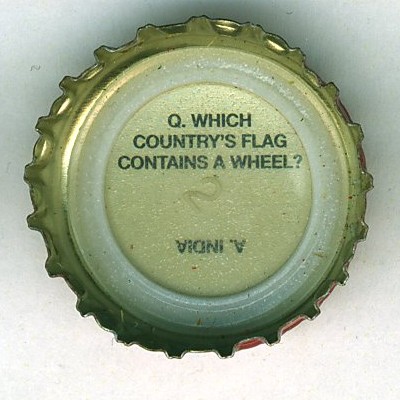 Q. WHICH
COUNTRY'S FLAG
CONTAINS A WHEEL?
2
A. INDIA